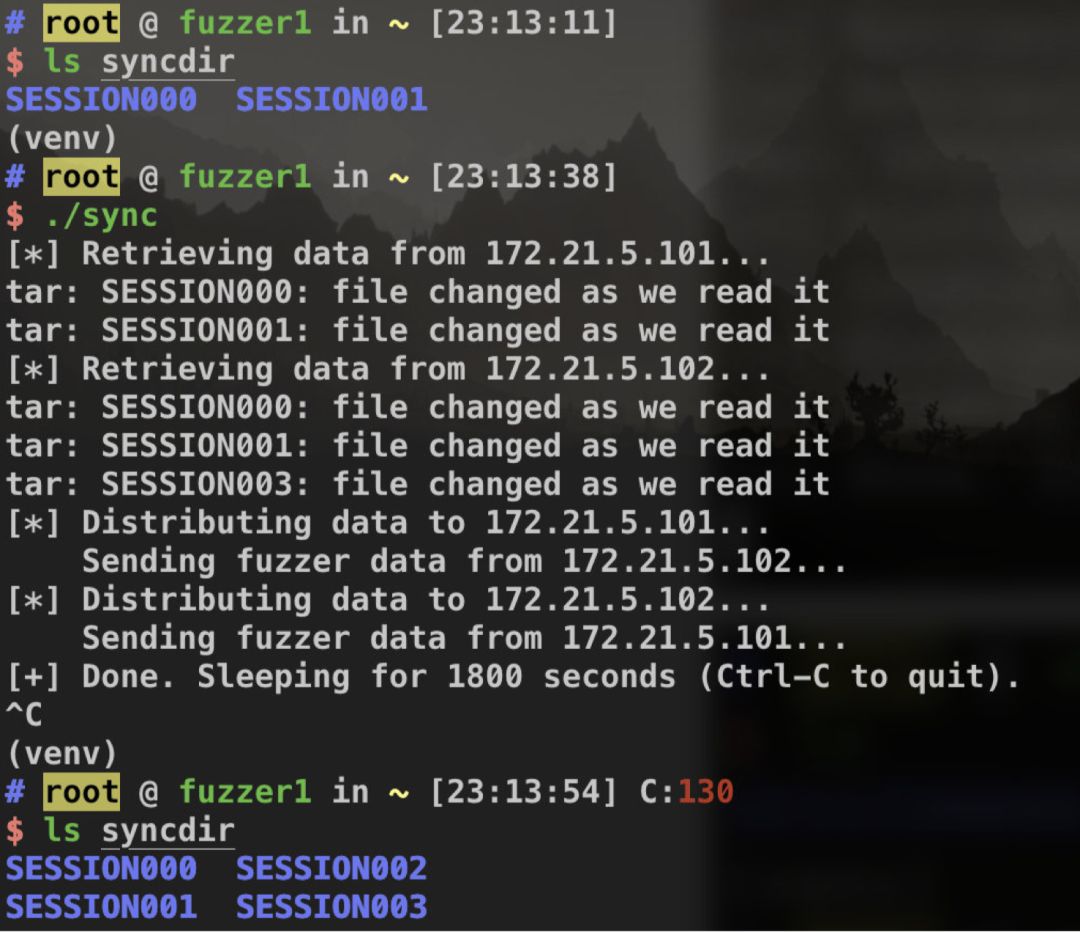 # root @ fuzzer1 in ~ [23:13:11]
$ ls syncdir
SESSION000  SESSION001
(venv)
# root @ fuzzer1 in ~ [23:13:38]
$ ./sync
[*] Retrieving data from 172.21.5.101...
tar: SESSION000: file changed as we read it
tar: SESSION001: file changed as we read it
[*] Retrieving data from 172.21.5.102...
tar: SESSION000: file changed as we read it
tar: SESSION001: file changed as we read it
tar: SESSION003: file changed as we read it
[*] Distributing data to 172.21.5.101...
    Sending fuzzer data from 172.21.5.102...
[*] Distributing data to 172.21.5.102...
    Sending fuzzer data from 172.21.5.101...
[+] Done. Sleeping for 1800 seconds (Ctrl-C to quit).
^C
(venv)
# root @ fuzzer1 in ~ [23:13:54] C:130
$ ls syncdir
SESSION000  SESSION002
SESSION001  SESSION003